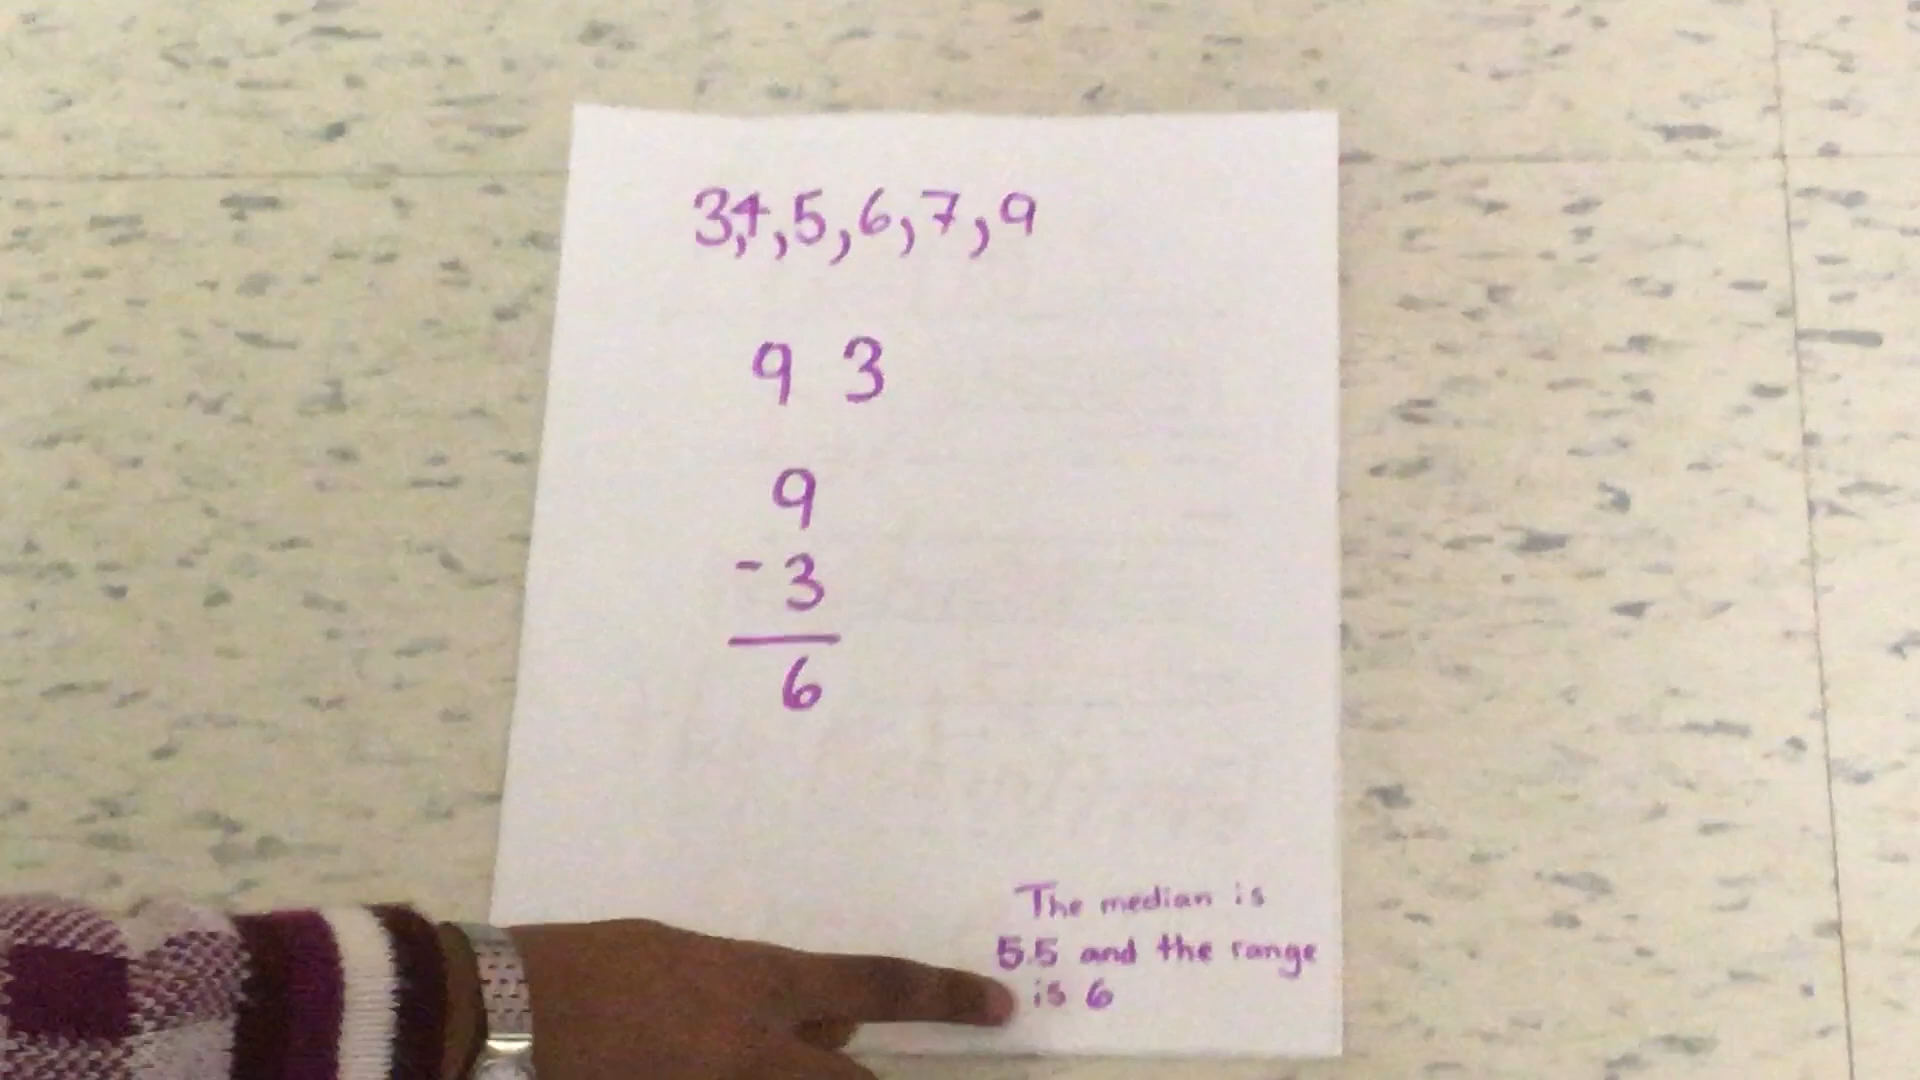 3,4,5,6,7,9
9 3
9
- 3
6
The median is
5.5 and the range
is 6